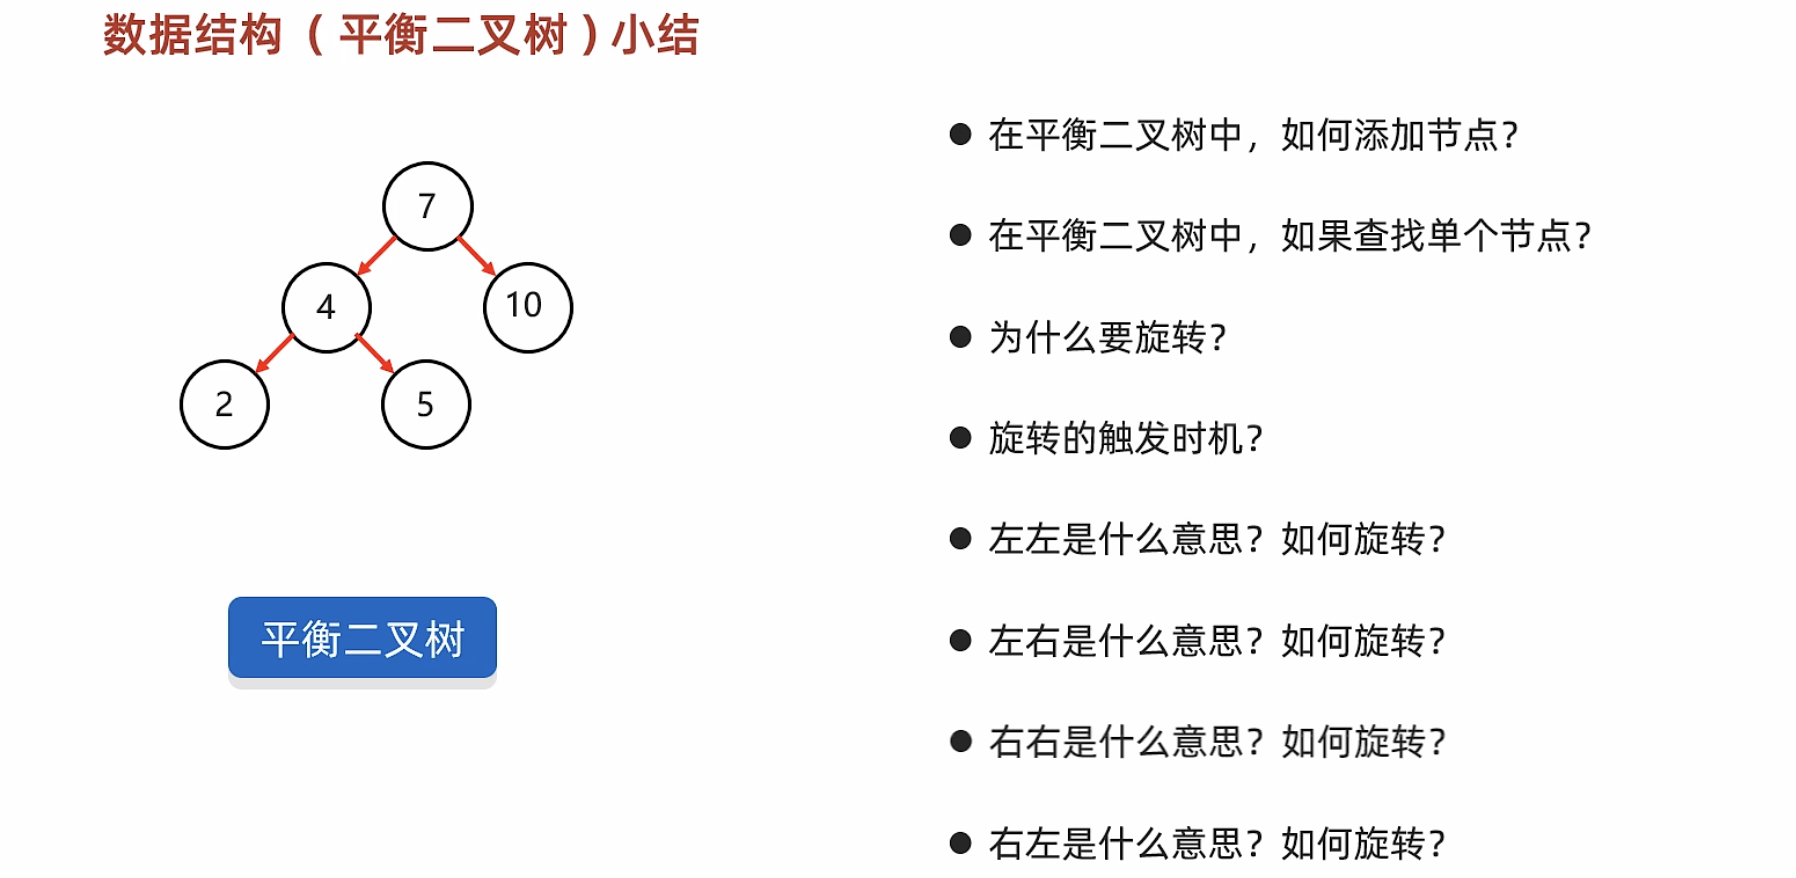 数据结构（平衡二叉树）小结
7
4
10
2
5
平衡二叉树
● 在平衡二叉树中，如何添加节点？
● 在平衡二叉树中，如果查找单个节点？
● 为什么要旋转？
● 旋转的触发时机？
● 左左是什么意思？如何旋转？
● 左右是什么意思？如何旋转？
● 右右是什么意思？如何旋转？
● 右左是什么意思？如何旋转？